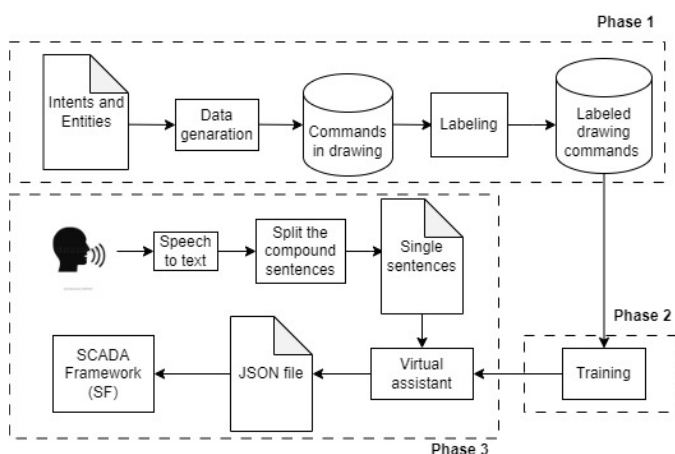 Phase 1
Intents and
Entities
Data
genaration
Commands
in drawing
Labeling
Labeled
drawing
commands
Speech
to text
Split the
compound
sentences
Single
sentences
Phase 2
SCADA
Framework
(SF)
JSON file
Virtual
assistant
Training
Phase 3